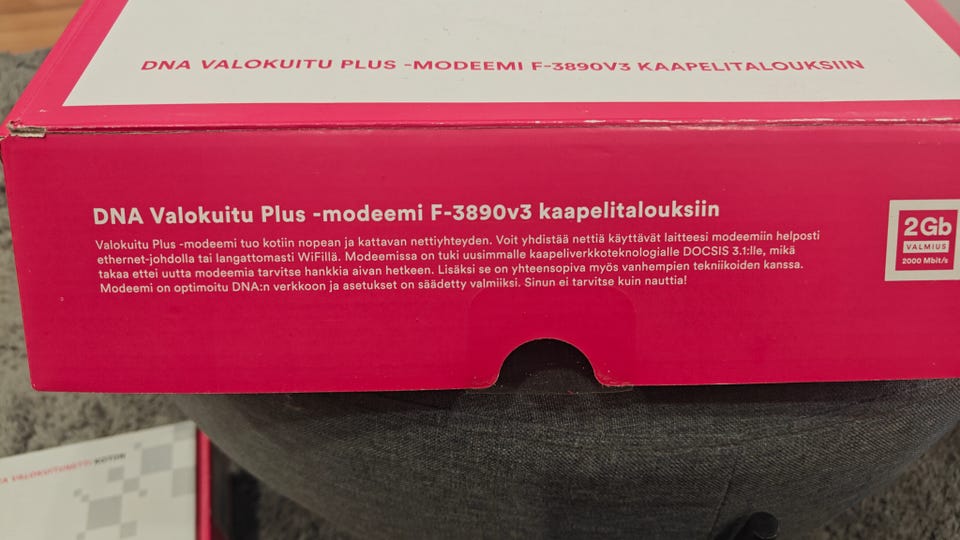 DNA VALOKUITU PLUS -MODEEMI F-3890V3 KAAPELITALOUKSIIN
DNA Valokuitu Plus -modeemi F-3890v3 kaapelitalouksiin
Valokuitu Plus -modeemi tuo kotiin nopean ja kattavan nettiyhteyden. Voit yhdistää nettiä käyttävät laitteesi modeemiin helposti
ethernet-johdolla tai langattomasti WiFillä. Modeemissa on tuki uusimmalle kaapeliverkkoteknologialle DOCSIS 3.1:lle, mikä
takaa ettei uutta modeemia tarvitse hankkia aivan hetkeen. Lisäksi se on yhteensopiva myös vanhempien tekniikoiden kanssa.
Modeemi on optimoitu DNA:n verkkoon ja asetukset on säädetty valmiiksi. Sinun ei tarvitse kuin nauttia!
2Gb
VALMIUS
2000 Mbit/s
VALOKUITUNETTI KOTIIN